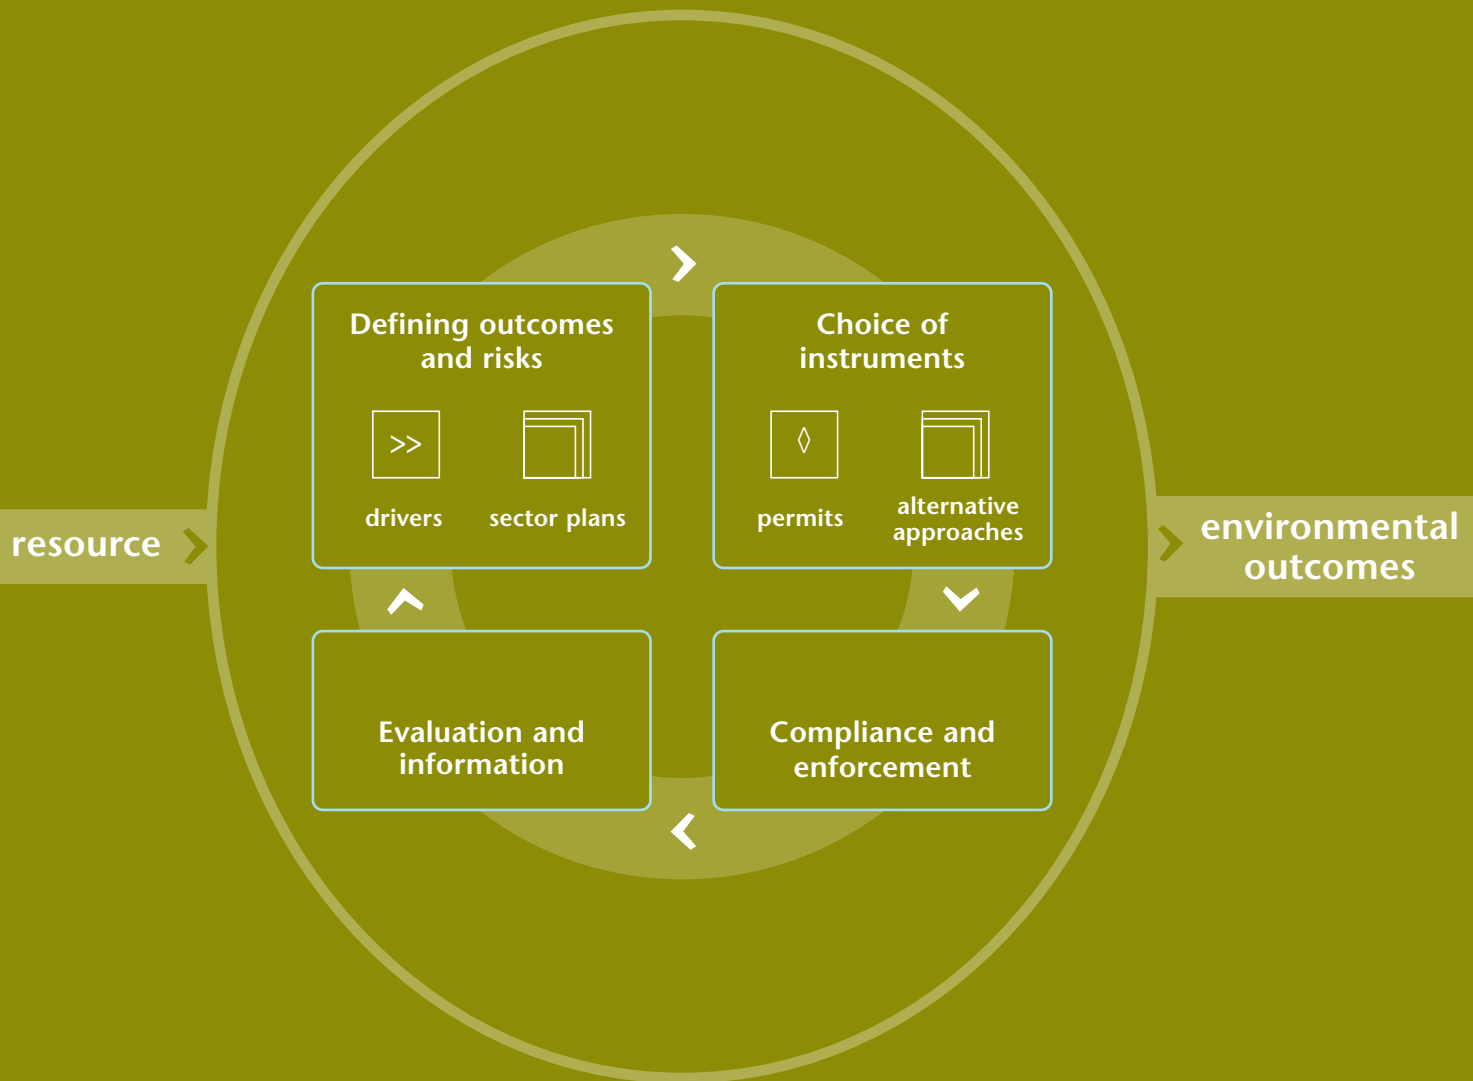 Defining outcomes
and risks
>>
drivers
sector plans
Choice of
instruments
◊
permits
alternative
approaches
resource
environmental
outcomes
Evaluation and
information
Compliance and
enforcement